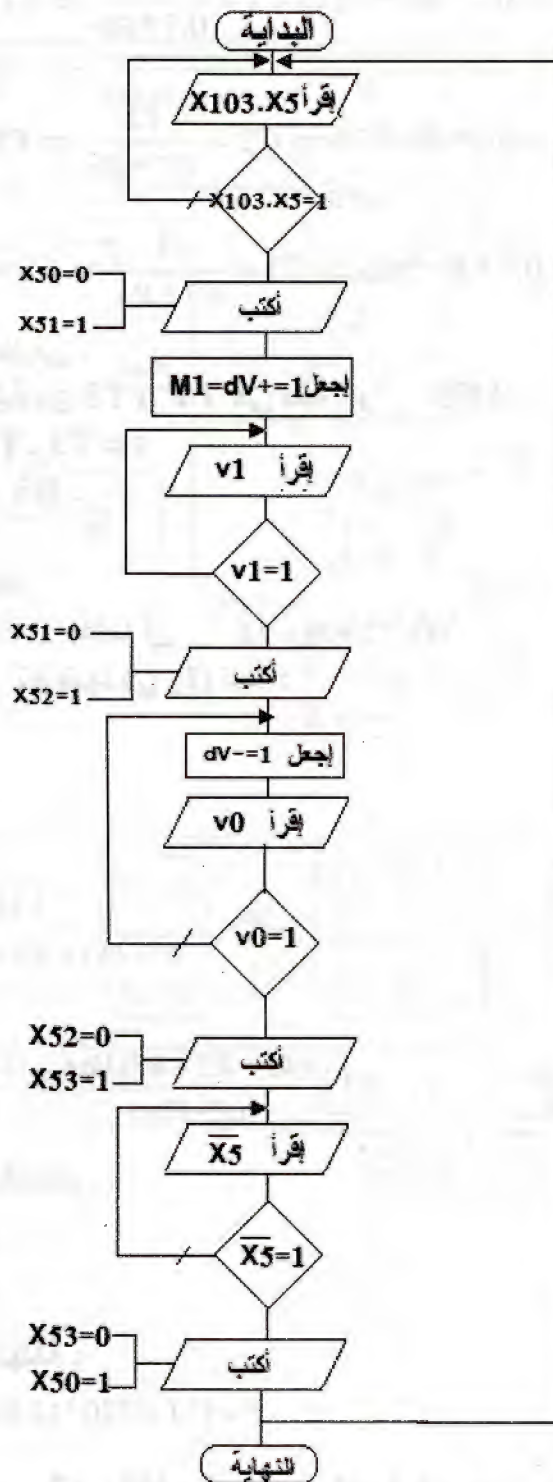 البداية
إقرأ X103.X5
X103.X5=1
X50=0
X51=1
أكتب
إجعل M1=dV+=1
إقرأ v1
v1=1
X51=0
X52=1
أكتب
إجعل dV-=1
إقرأ v0
v0=1
X52=0
X53=1
أكتب
إقرأ X̅5̅
X̅5̅=1
X53=0
X50=1
أكتب
النهاية